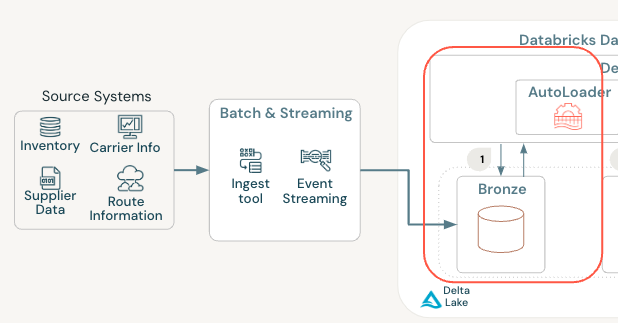 Databricks Da
De
Source Systems
Batch & Streaming
AutoLoader
Inventory
Carrier Info
Supplier
Data
Route
Information
Ingest
tool
Event
Streaming
1
Bronze
Delta
Lake